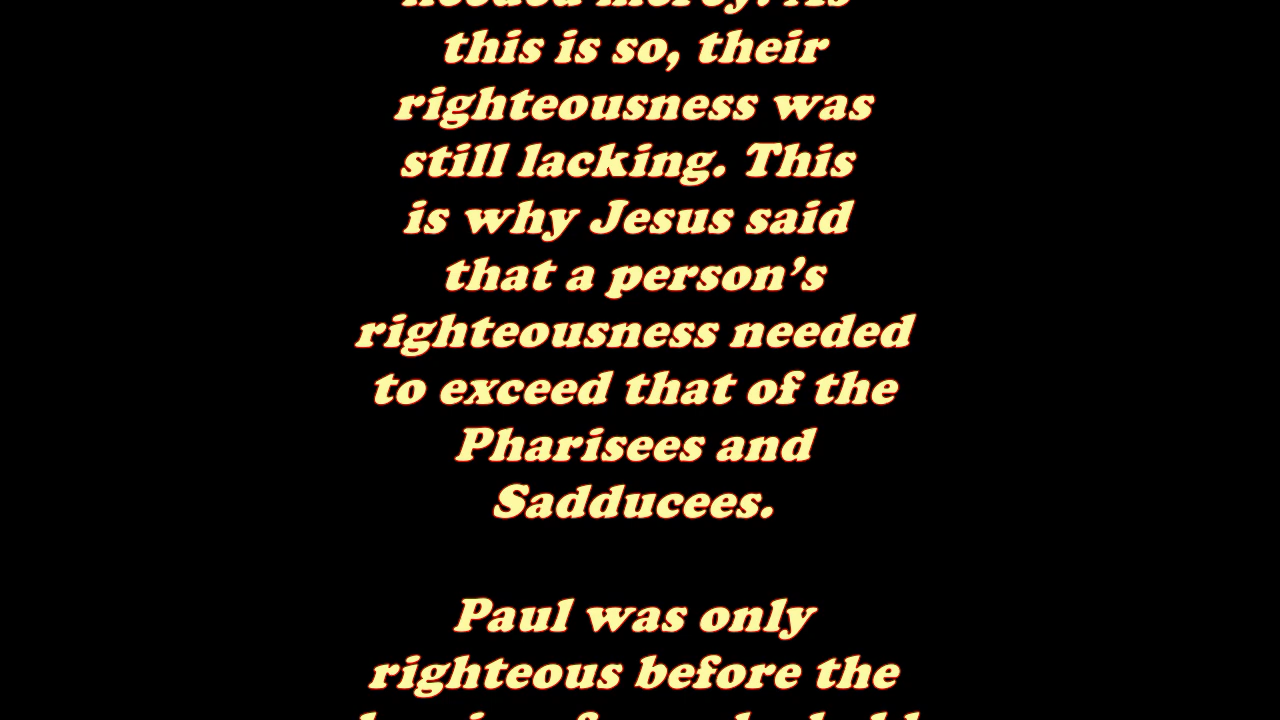 needed mercy. As
this is so, their
righteousness was
still lacking. This
is why Jesus said
that a person’s
righteousness needed
to exceed that of the
Pharisees and
Sadducees.
Paul was only
righteous before the